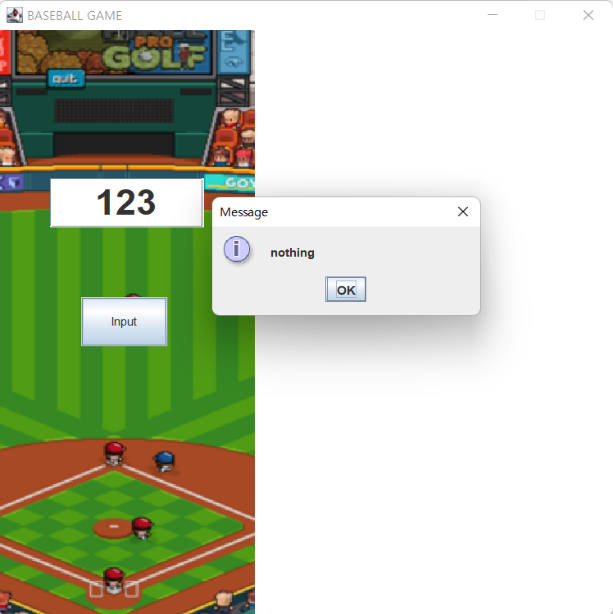 BASEBALL GAME
PRO
GOLF
quit
123
Message
nothing
OK
Input